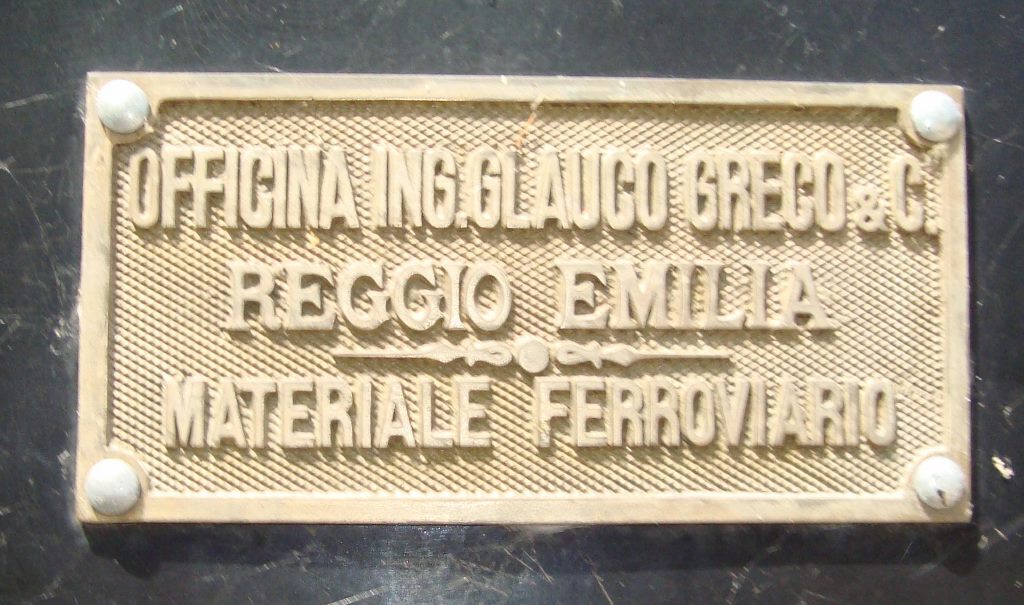 OFFICINA ING. GLAUCO GRECO & C.
REGGIO EMILIA
MATERIALE FERROVIARIO